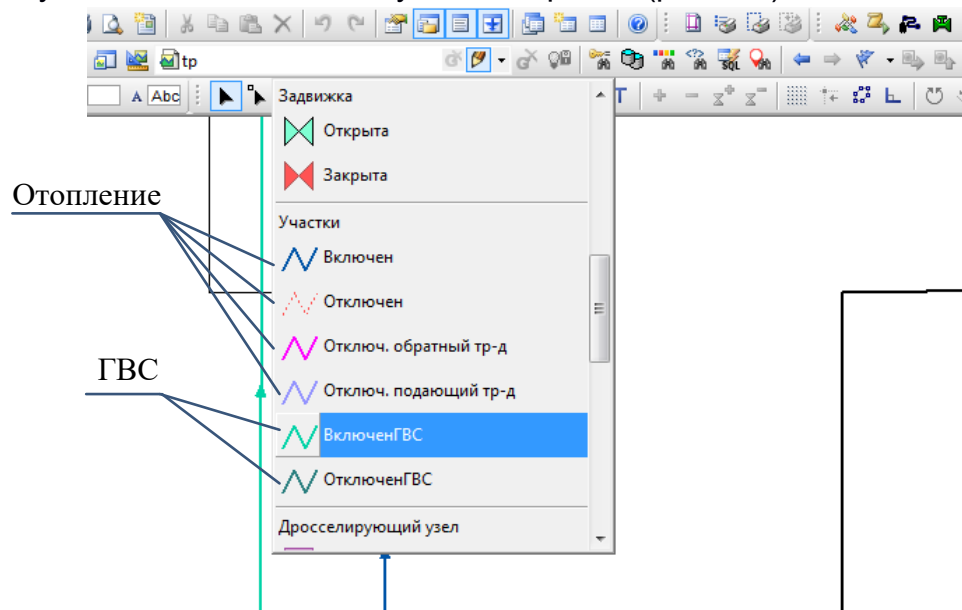 tp
SQL
A Abc
T
Задвижка
Открыта
Закрыта
Отопление
Участки
Включен
Отключен
Отключ. обратный тр-д
ГВС
Отключ. подающий тр-д
ВключенГВС
ОтключенГВС
Дросселирующий узел